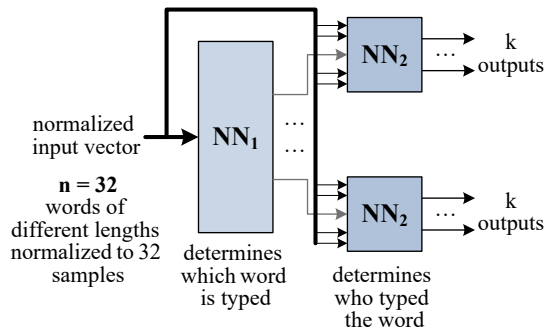 normalized
input vector
n = 32
words of
different lengths
normalized to 32
samples
NN₁
...
...
determines
which word
is typed
NN₂
...
k
outputs
NN₂
...
k
outputs
determines
who typed
the word